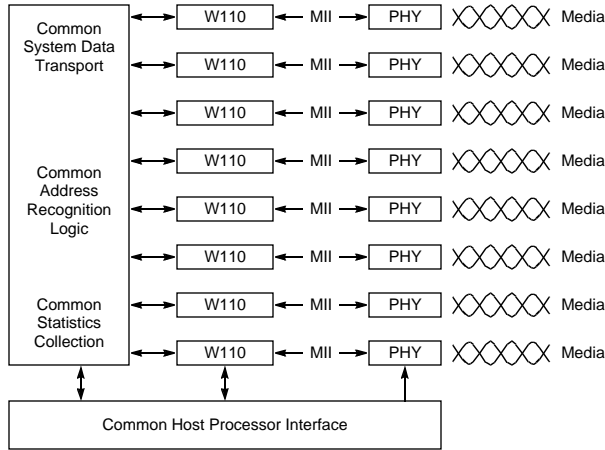 Common
System Data
Transport
W110 MII PHY Media
W110 MII PHY Media
W110 MII PHY Media
Common
Address
Recognition
Logic
W110 MII PHY Media
W110 MII PHY Media
W110 MII PHY Media
Common
Statistics
Collection
W110 MII PHY Media
W110 MII PHY Media
Common Host Processor Interface